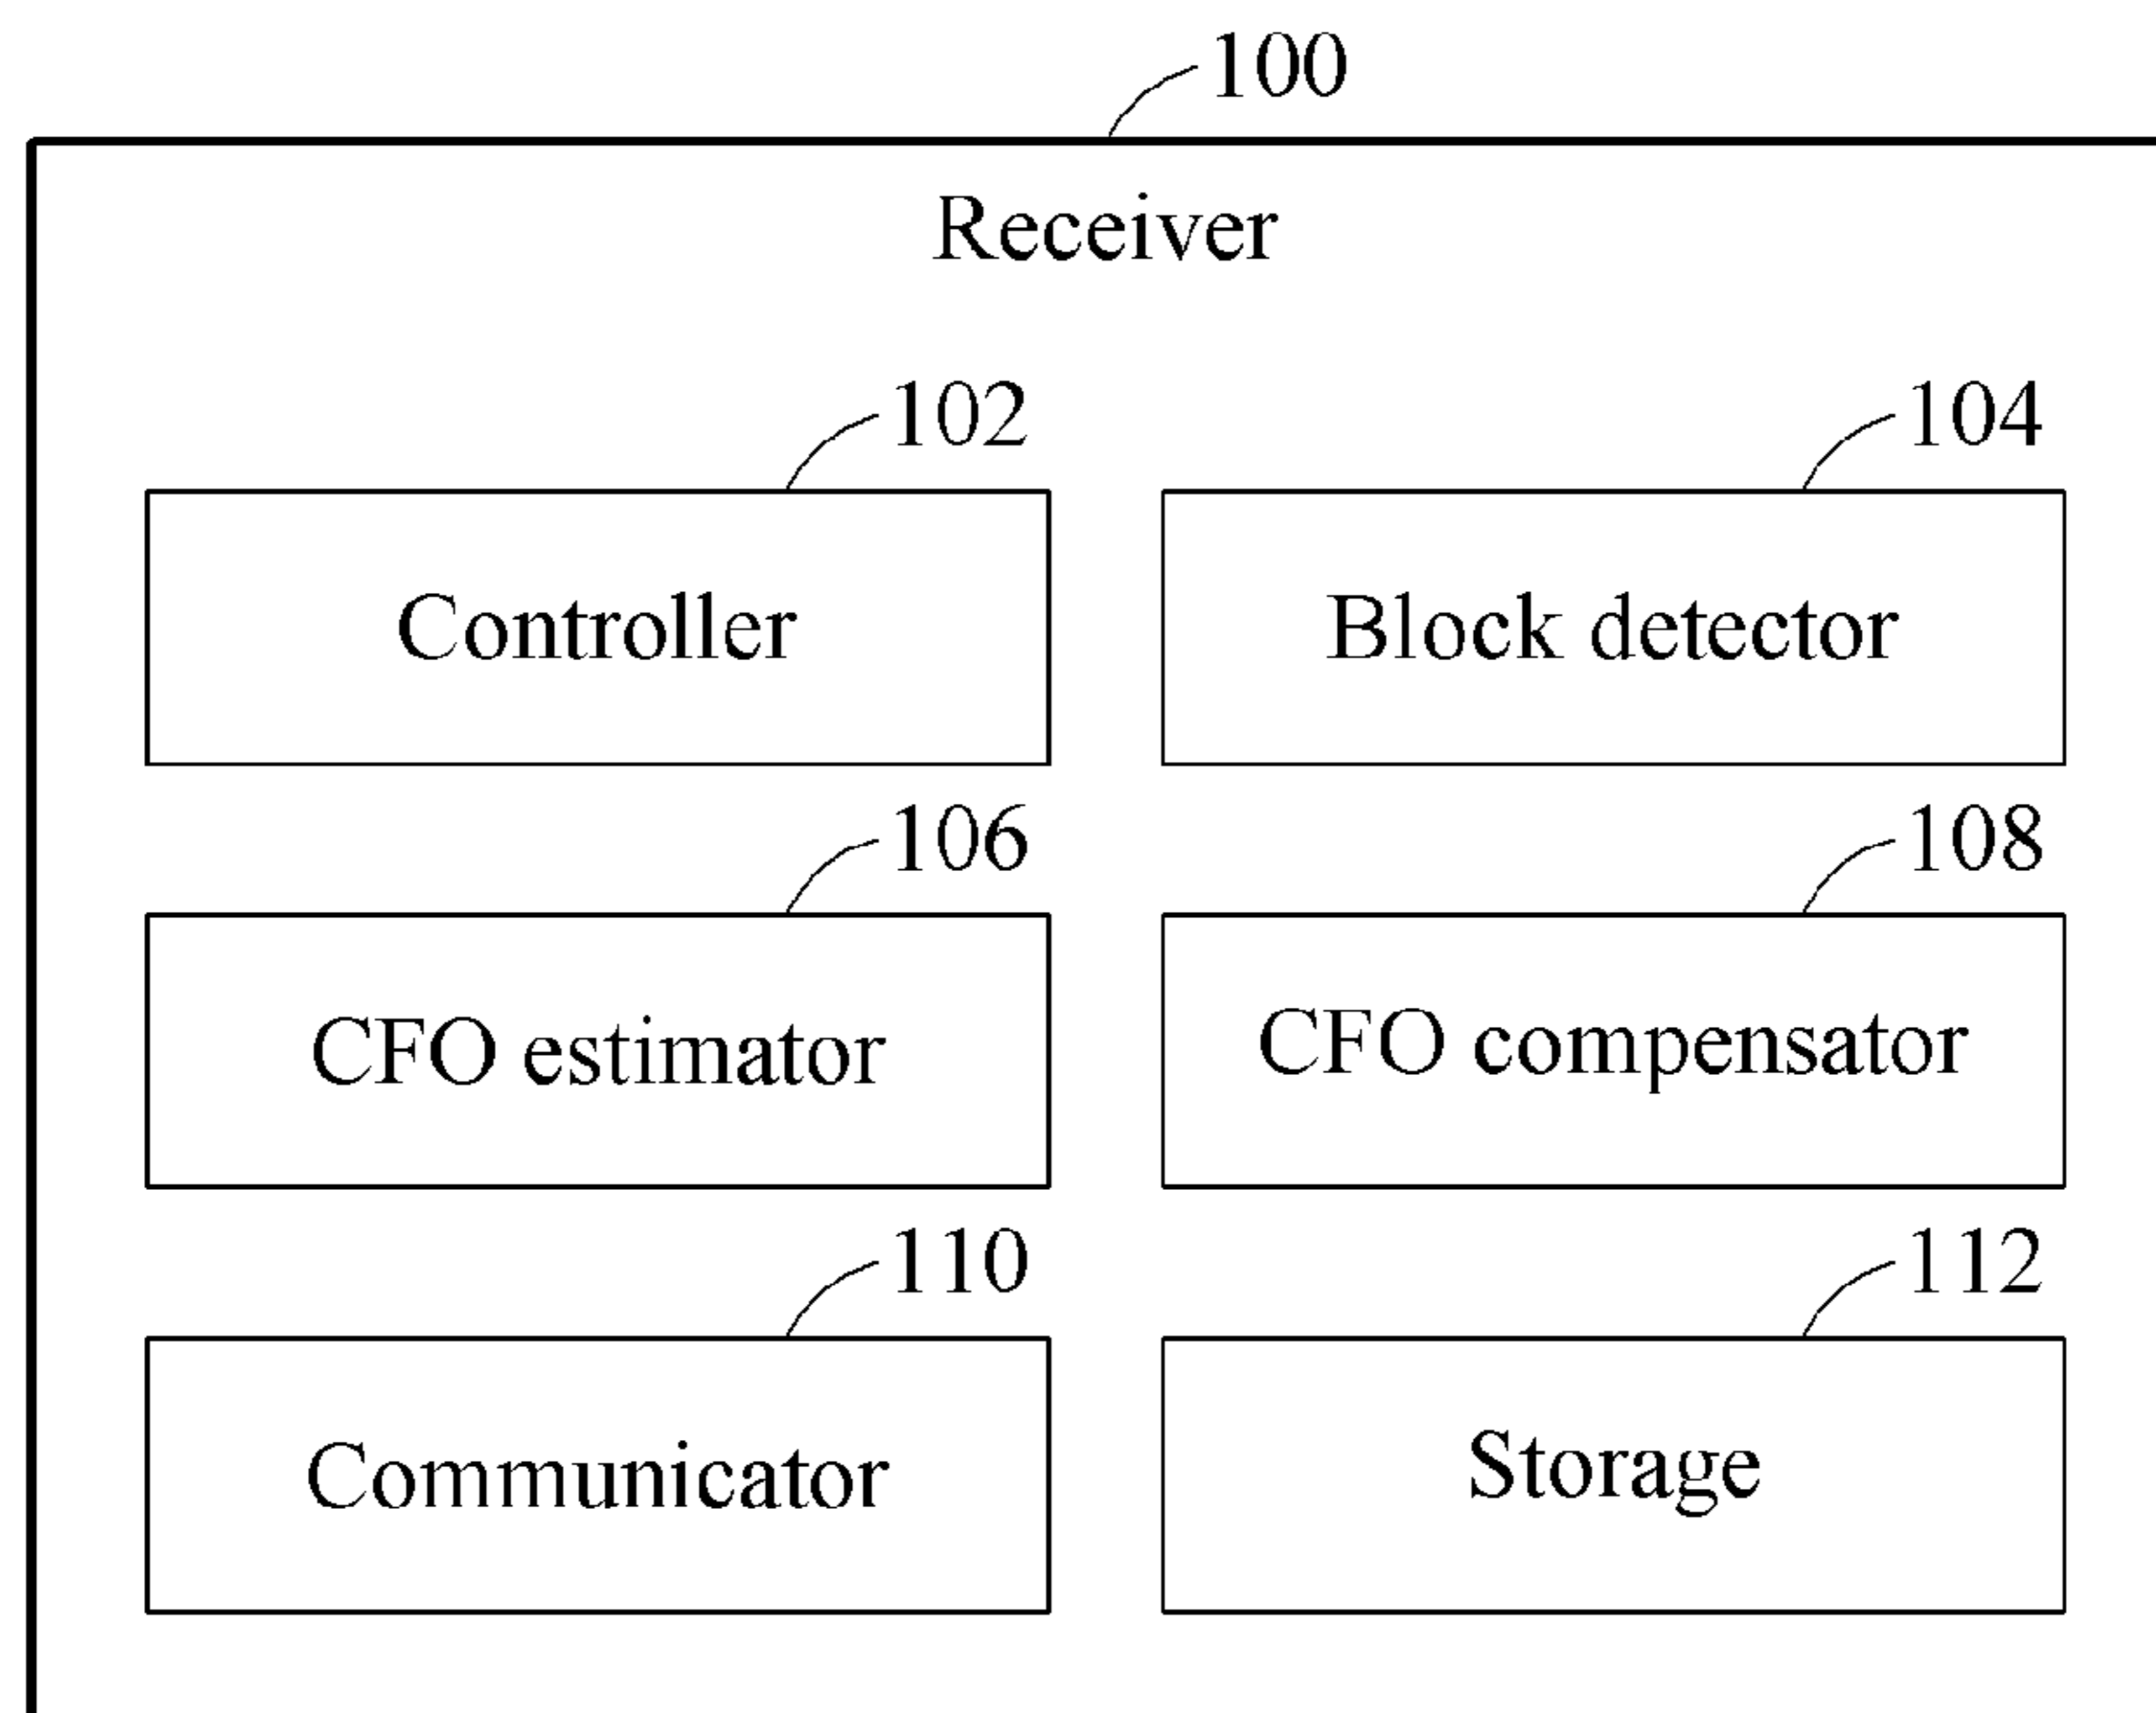 100
Receiver
102
104
Controller
Block detector
106
108
CFO estimator
CFO compensator
110
112
Communicator
Storage